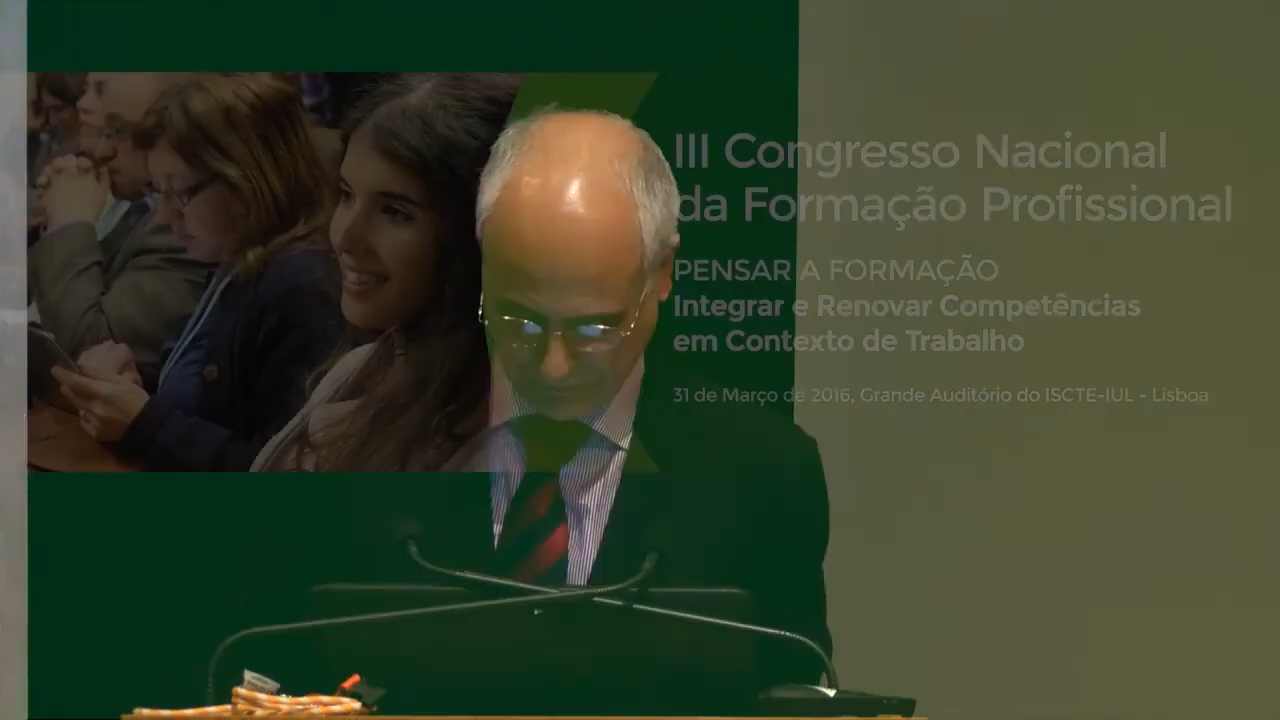 III Congresso Nacional
da Formação Profissional
PENSAR A FORMAÇÃO
Integrar e Renovar Competências
em Contexto de Trabalho
31 de Março de 2016, Grande Auditório do ISCTE-IUL - Lisboa